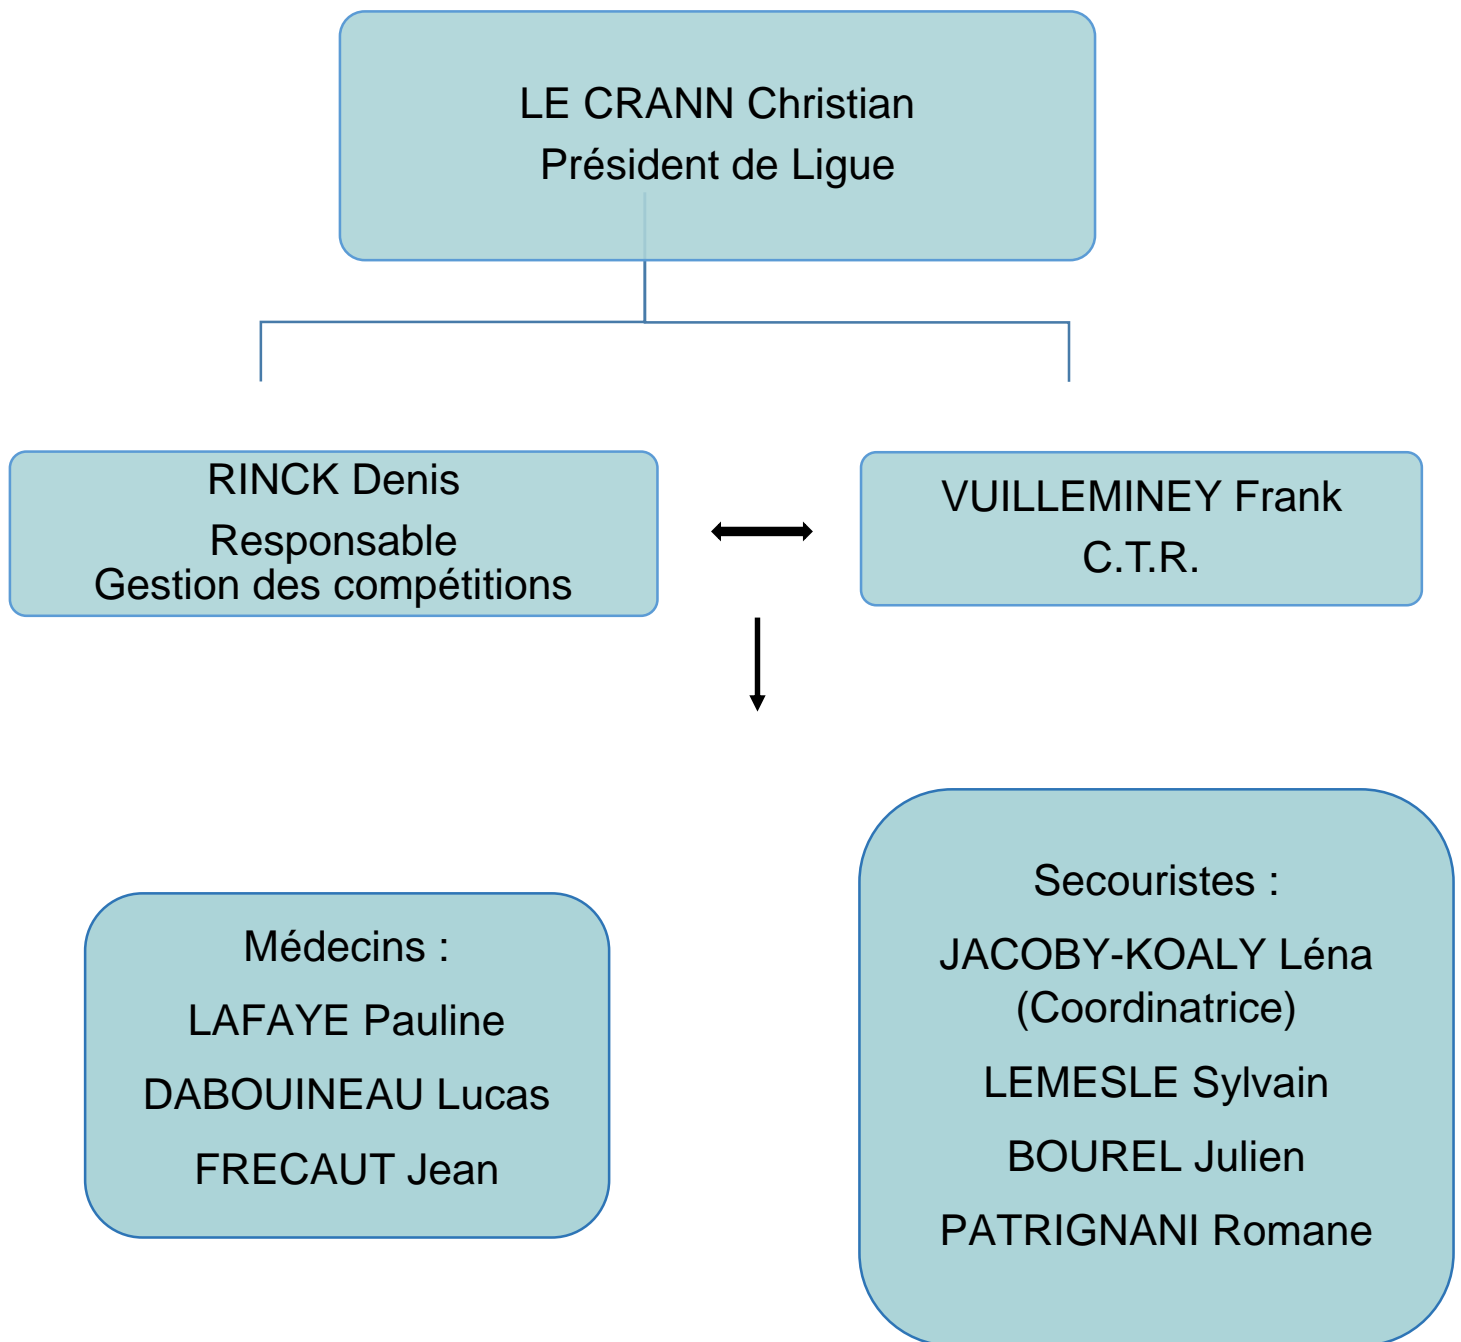 LE CRANN Christian
Président de Ligue
RINCK Denis
Responsable
Gestion des compétitions
VUILLEMINEY Frank
C.T.R.
Médecins :
LAFAYE Pauline
DABOUINEAU Lucas
FRECAUT Jean
Secouristes :
JACOBY-KOALY Léna
(Coordinatrice)
LEMESLE Sylvain
BOUREL Julien
PATRIGNANI Romane